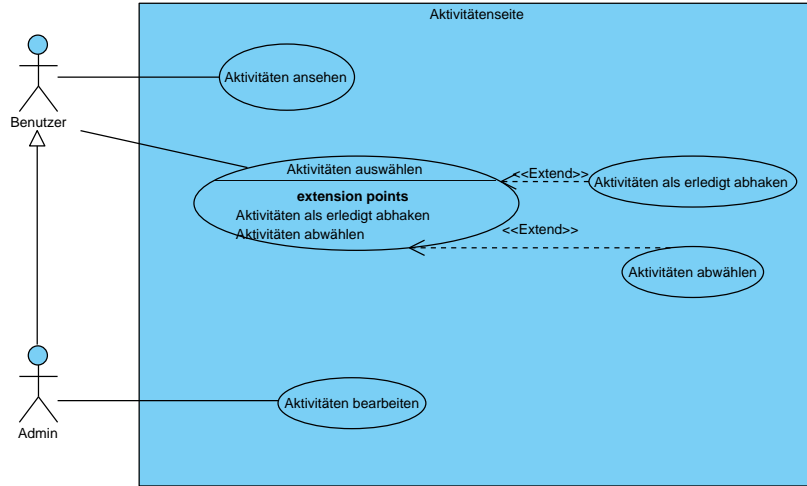 Aktivitätenseite
Aktivitäten ansehen
Benutzer
Aktivitäten auswählen
extension points
Aktivitäten als erledigt abhaken
Aktivitäten abwählen
<<Extend>>
Aktivitäten als erledigt abhaken
<<Extend>>
Aktivitäten abwählen
Admin
Aktivitäten bearbeiten